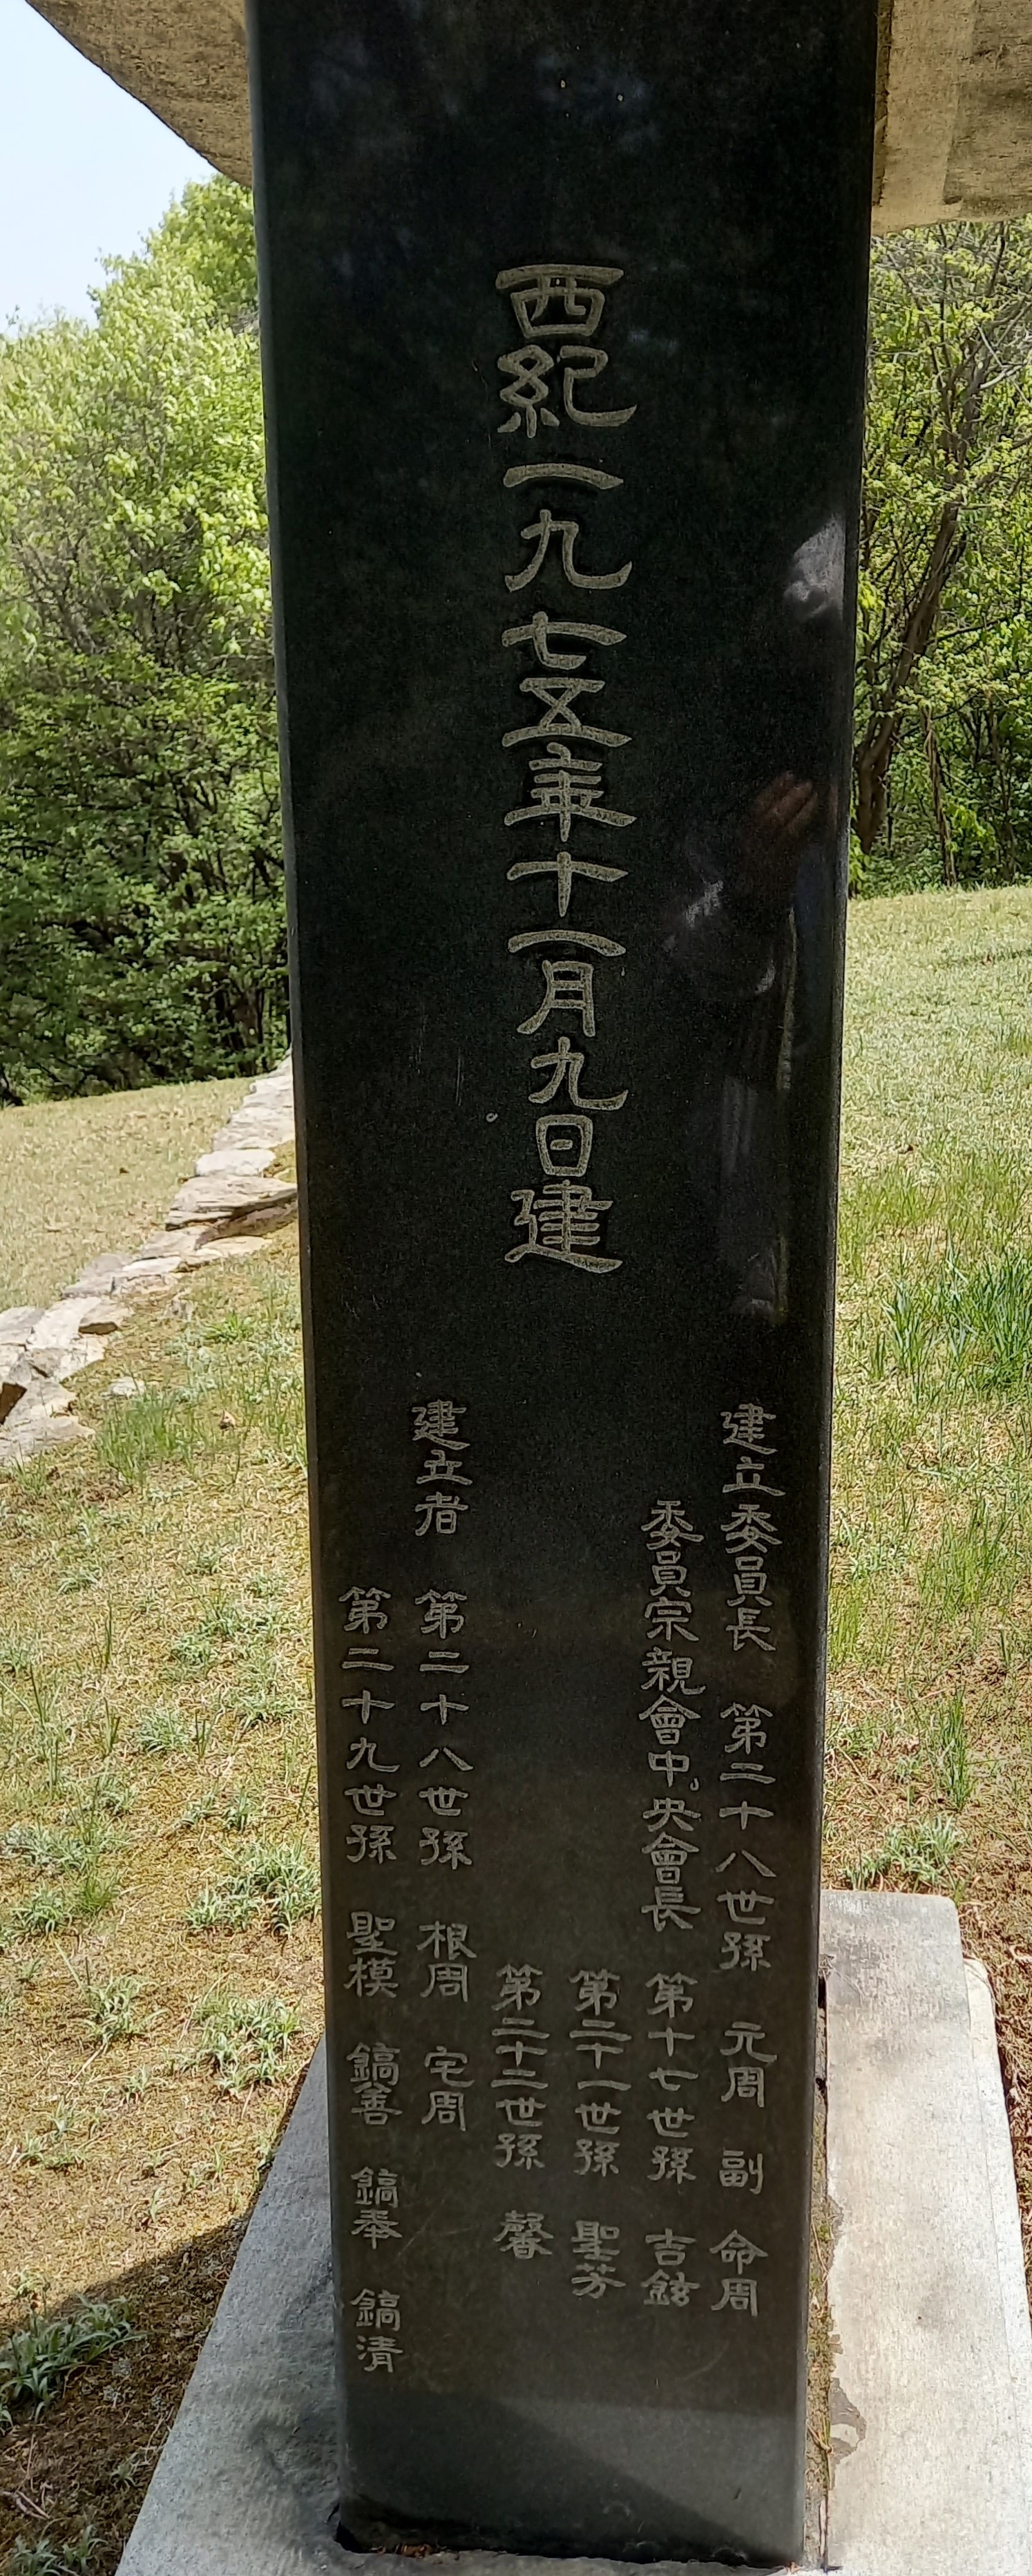 西紀一九七五年十一月九日建
建立委員長 第二十八世孫 元周 副 命周
委員宗親會中央會長 第十七世孫 吉鉉
第二十一世孫 聖芳
第二十三世孫 馨
建立者 第二十八世孫 根周 宅周
第二十九世孫 聖模 鎬善 鎬奉 鎬清